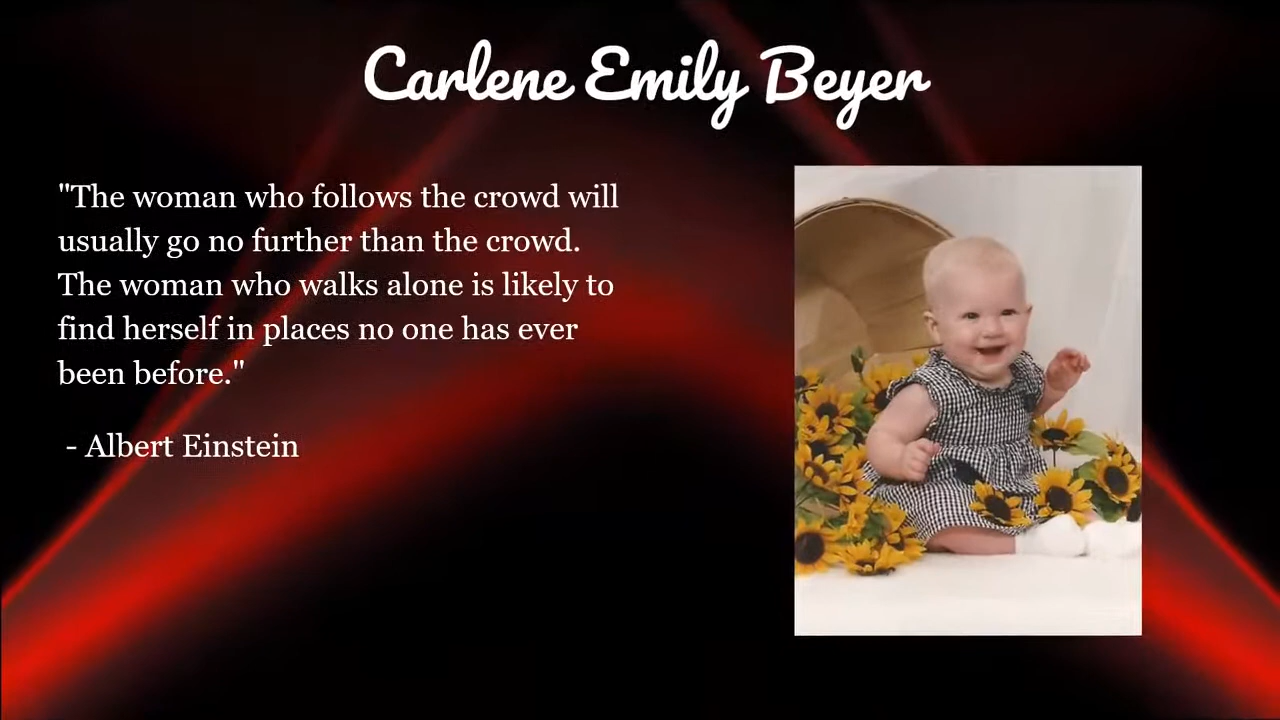 Carlene Emily Beyer
"The woman who follows the crowd will
usually go no further than the crowd.
The woman who walks alone is likely to
find herself in places no one has ever
been before."
- Albert Einstein